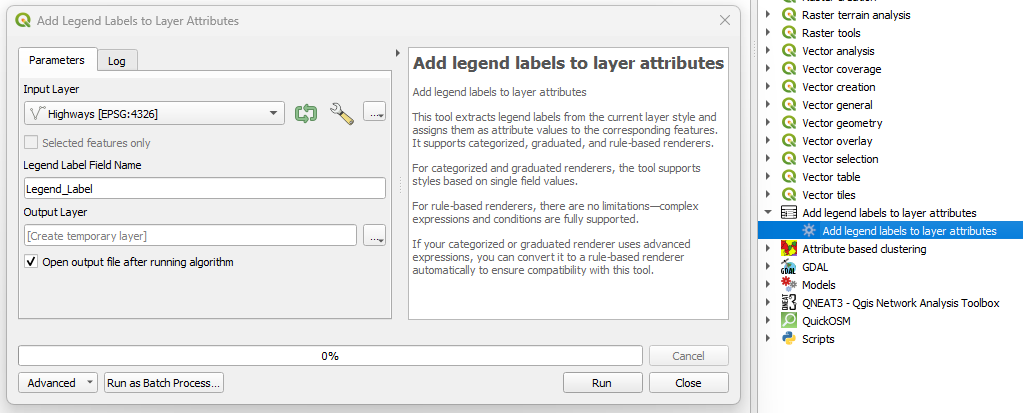 Add Legend Labels to Layer Attributes
Parameters
Log
Input Layer
Highways [EPSG:4326]
...
Selected features only
Legend Label Field Name
Legend_Label
Output Layer
[Create temporary layer]
...
Open output file after running algorithm
Add legend labels to layer attributes
Add legend labels to layer attributes
This tool extracts legend labels from the current layer style and
assigns them as attribute values to the corresponding features.
It supports categorized, graduated, and rule-based renderers.
For categorized and graduated renderers, the tool supports
styles based on single field values.
For rule-based renderers, there are no limitations—complex
expressions and conditions are fully supported.
If your categorized or graduated renderer uses advanced
expressions, you can convert it to a rule-based renderer
automatically to ensure compatibility with this tool.
0%
Cancel
Advanced
Run as Batch Process...
Run
Close
Raster terrain analysis
Raster tools
Vector analysis
Vector coverage
Vector creation
Vector general
Vector geometry
Vector overlay
Vector selection
Vector table
Vector tiles
Add legend labels to layer attributes
Add legend labels to layer attributes
Attribute based clustering
GDAL
Models
QNEAT3 - Qgis Network Analysis Toolbox
QuickOSM
Scripts